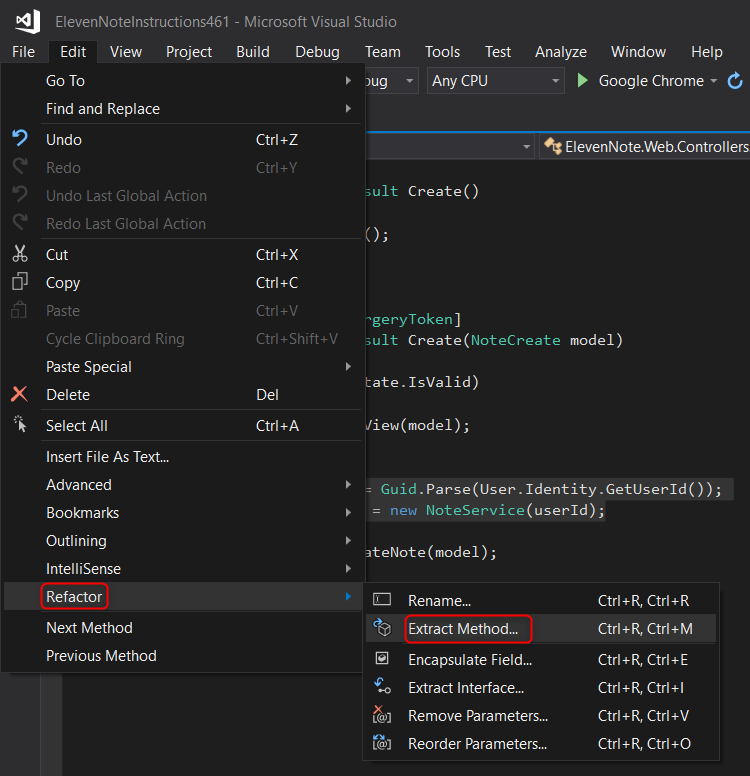 ElevenNoteInstructions461 - Microsoft Visual Studio
File Edit View Project Build Debug Team Tools Test Analyze Window Help
Go To
bug Any CPU Google Chrome
Find and Replace
Undo Ctrl+Z
ElevenNote.Web.Controllers
Redo Ctrl+Y
Undo Last Global Action
sult Create()
Redo Last Global Action
();
Cut Ctrl+X
Copy Ctrl+C
Paste Ctrl+V
rgeryToken]
Cycle Clipboard Ring Ctrl+Shift+V
sult Create(NoteCreate model)
Paste Special
tate.IsValid)
Delete Del
Select All Ctrl+A
View(model);
Insert File As Text...
Advanced
= Guid.Parse(User.Identity.GetUserId());
Bookmarks
= new NoteService(userId);
Outlining
ateNote(model);
IntelliSense
Refactor
Rename... Ctrl+R, Ctrl+R
Next Method
Extract Method... Ctrl+R, Ctrl+M
Previous Method
Encapsulate Field... Ctrl+R, Ctrl+E
Extract Interface... Ctrl+R, Ctrl+I
Remove Parameters... Ctrl+R, Ctrl+V
Reorder Parameters... Ctrl+R, Ctrl+O